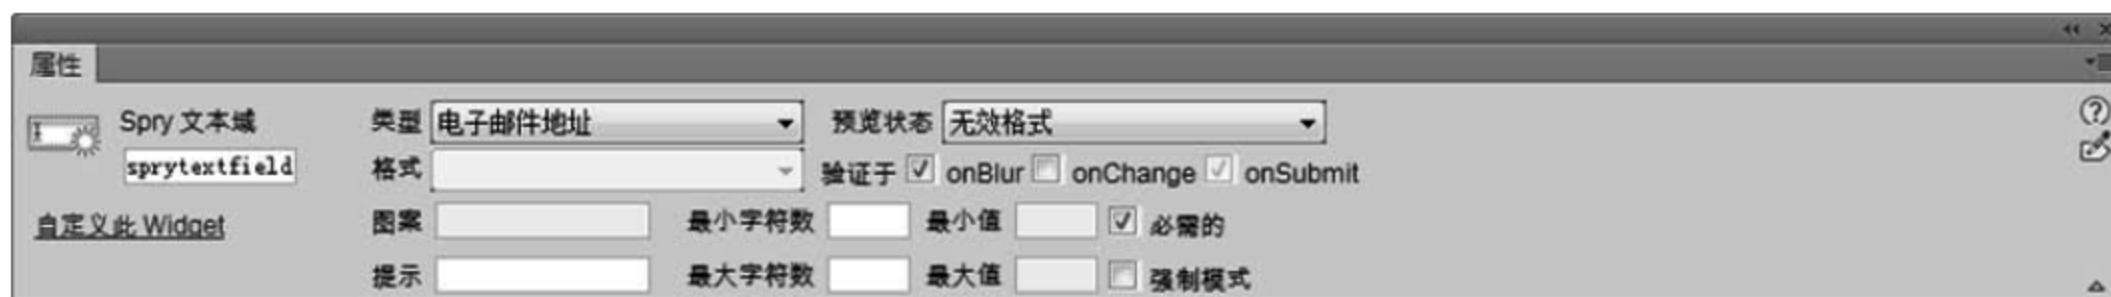 属性
Spry 文本域 类型 电子邮件地址 预览状态 无效格式
sprytextfield 格式 验证于 onBlur onChange onSubmit
自定义此 Widget 图案 最小字符数 最小值 必需的
提示 最大字符数 最大值 强制模式